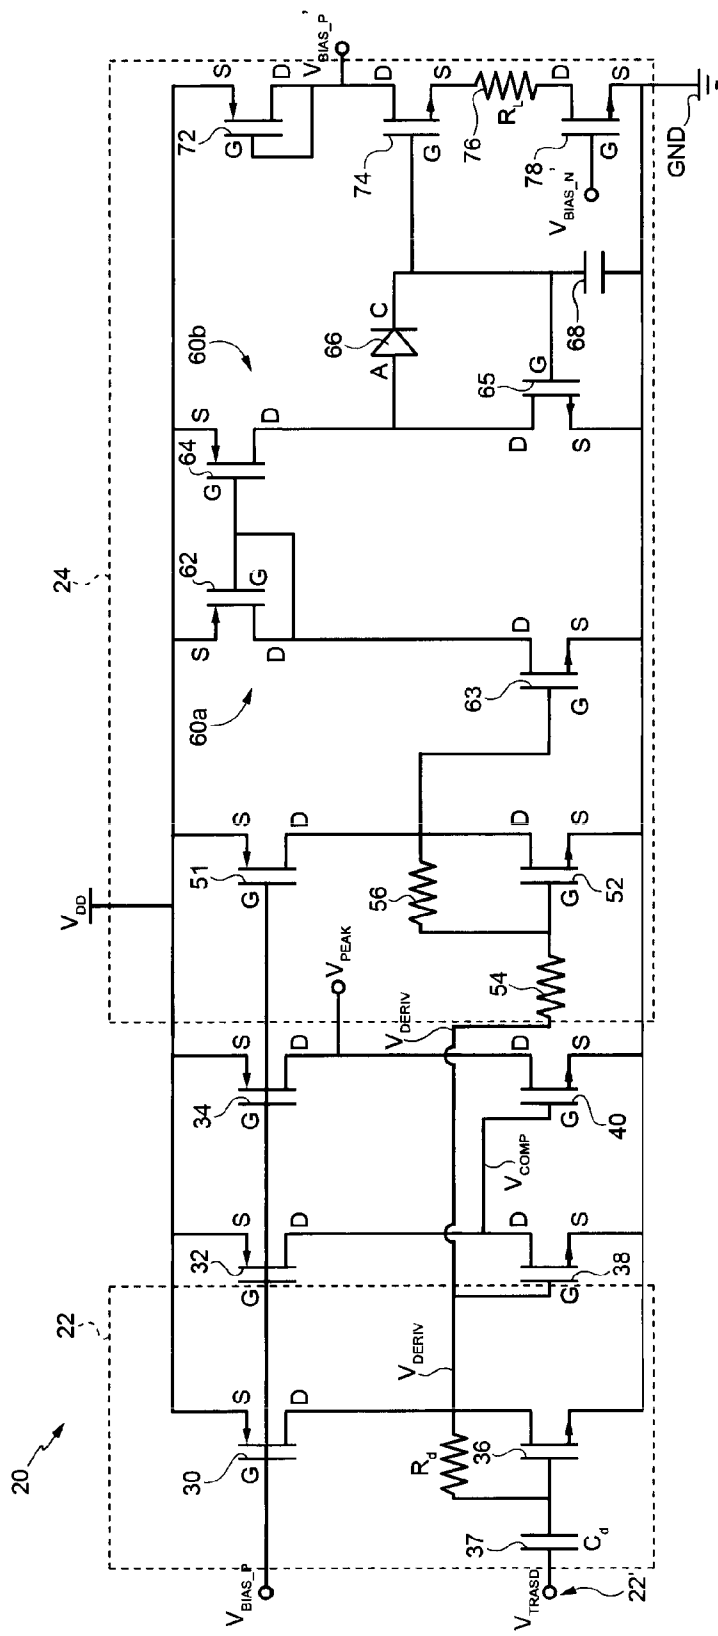 20
22
24
V_DD
V_BIAS_P
30
G
S
D
32
G
S
D
34
G
S
D
51
G
S
D
60a
62
G
S
D
64
G
S
D
60b
72
G
S
D
V_BIAS_P'
V_TRASD
22'
37
C_d
R_d
36
V_DERIV
38
G
D
S
V_COMP
40
G
D
S
V_PEAK
V_DERIV
54
56
52
G
D
S
63
G
D
S
66
A
C
65
G
D
S
68
74
G
D
S
76
R_L
78
G
D
S
V_BIAS_N'
GND